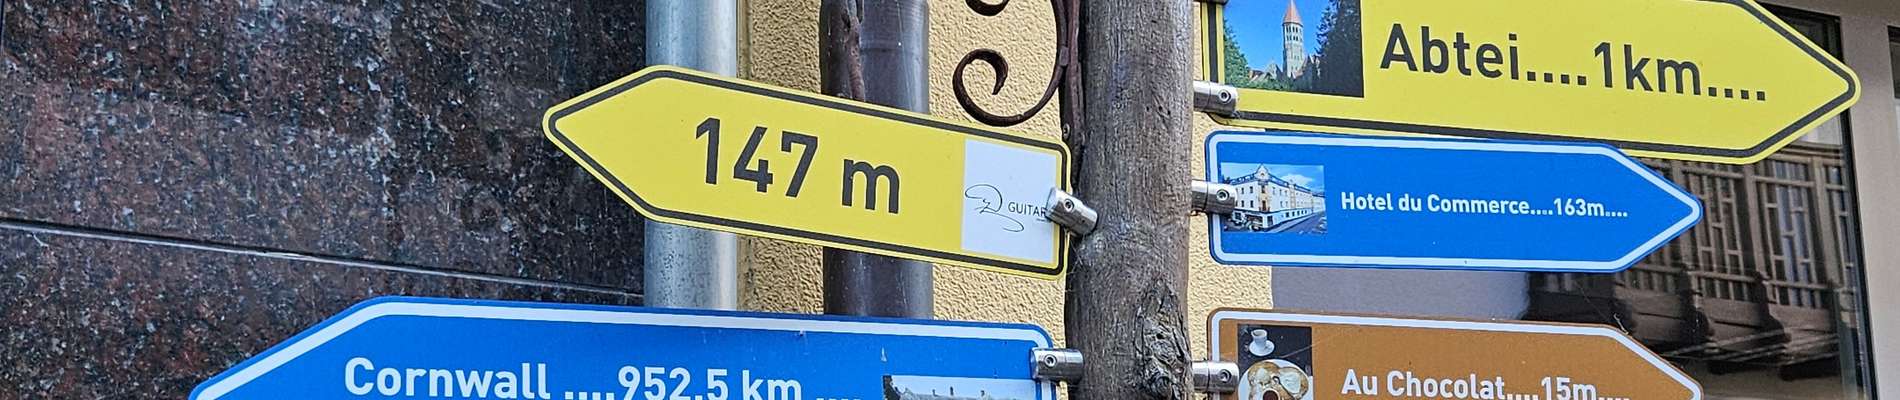 Abtei....1km....
147 m
GUITAR
Hotel du Commerce....163m....
Cornwall ....952,5 km ....
Au Chocolat....15m....